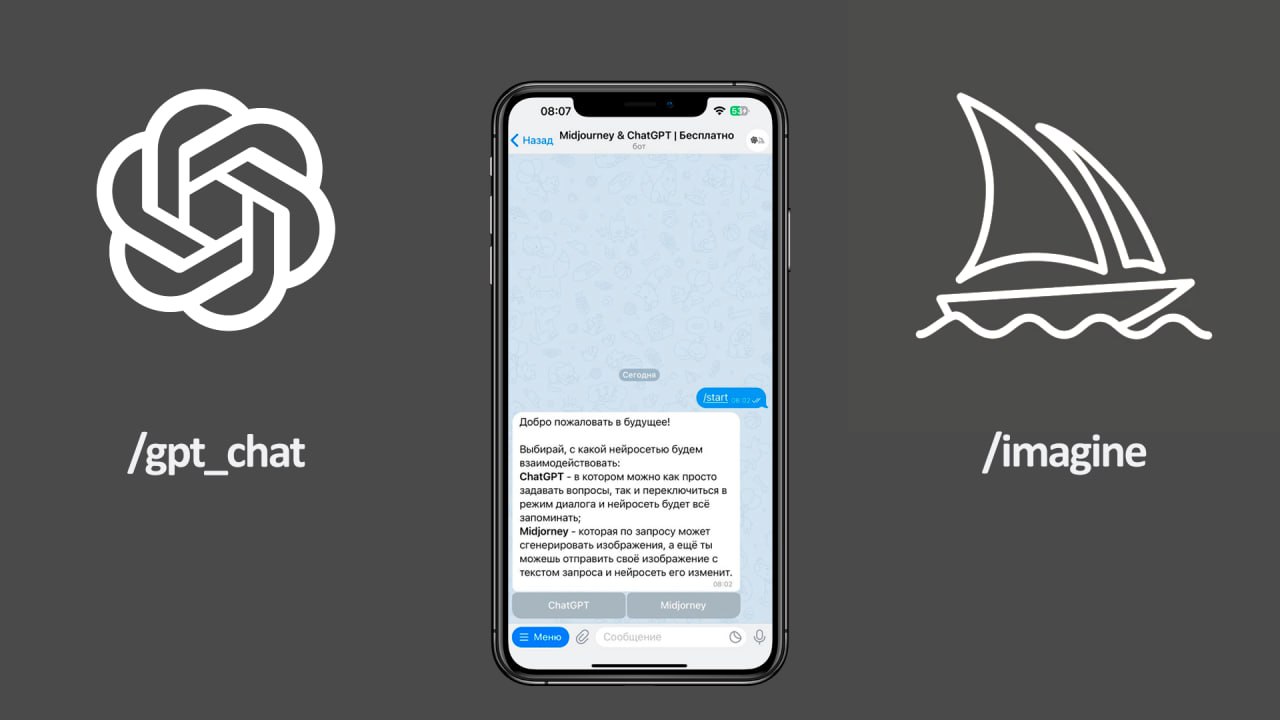 08:07
53
Назад
Midjourney & ChatGPT | Бесплатно
бот
Сегодня
/start 08:02
Добро пожаловать в будущее!
Выбирай, с какой нейросетью будем
взаимодействовать:
ChatGPT - в котором можно как просто
задавать вопросы, так и переключиться в
режим диалога и нейросеть будет всё
запоминать;
Midjorney - которая по запросу может
сгенерировать изображения, а ещё ты
можешь отправить своё изображение с
текстом запроса и нейросеть его изменит.
08:02
ChatGPT
Midjorney
Меню
Сообщение
/gpt_chat
/imagine